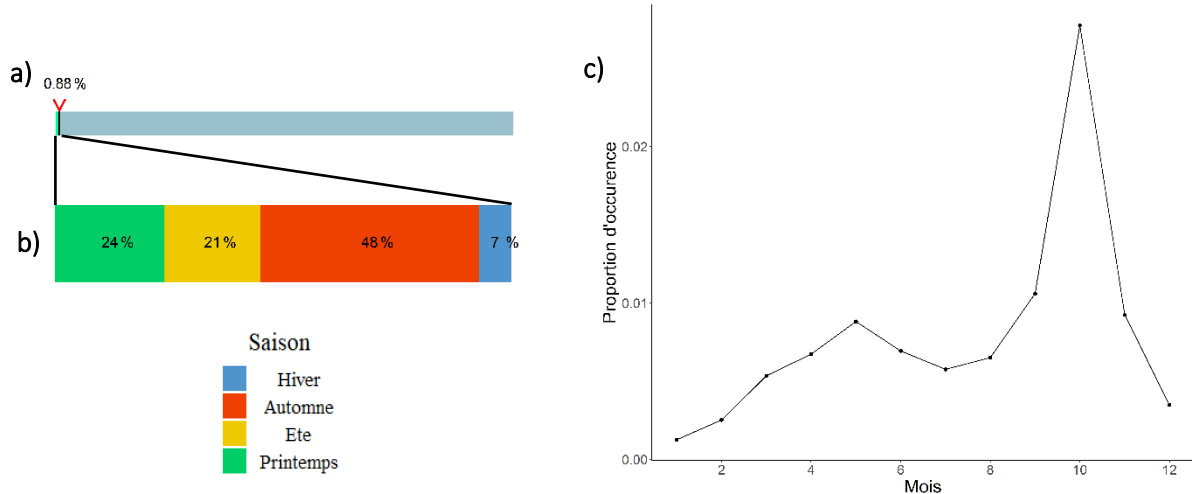 a)
0.88 %
b)
24 %
21 %
48 %
7 %
Saison
Hiver
Automne
Ete
Printemps
c)
Proportion d'occurence
0.02
0.01
0.00
2
4
6
8
10
12
Mois